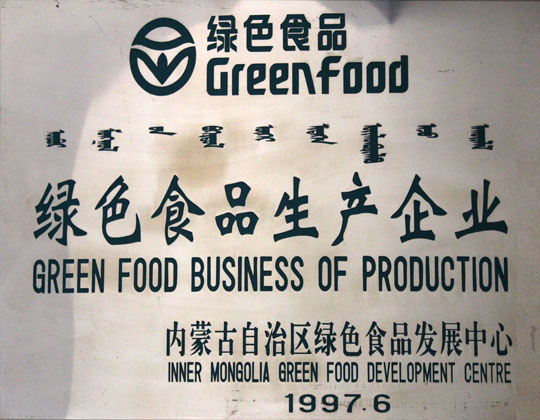 绿色食品
Greenfood
绿色食品生产企业
GREEN FOOD BUSINESS OF PRODUCTION
内蒙古自治区绿色食品发展中心
INNER MONGOLIA GREEN FOOD DEVELOPMENT CENTRE
1997.6